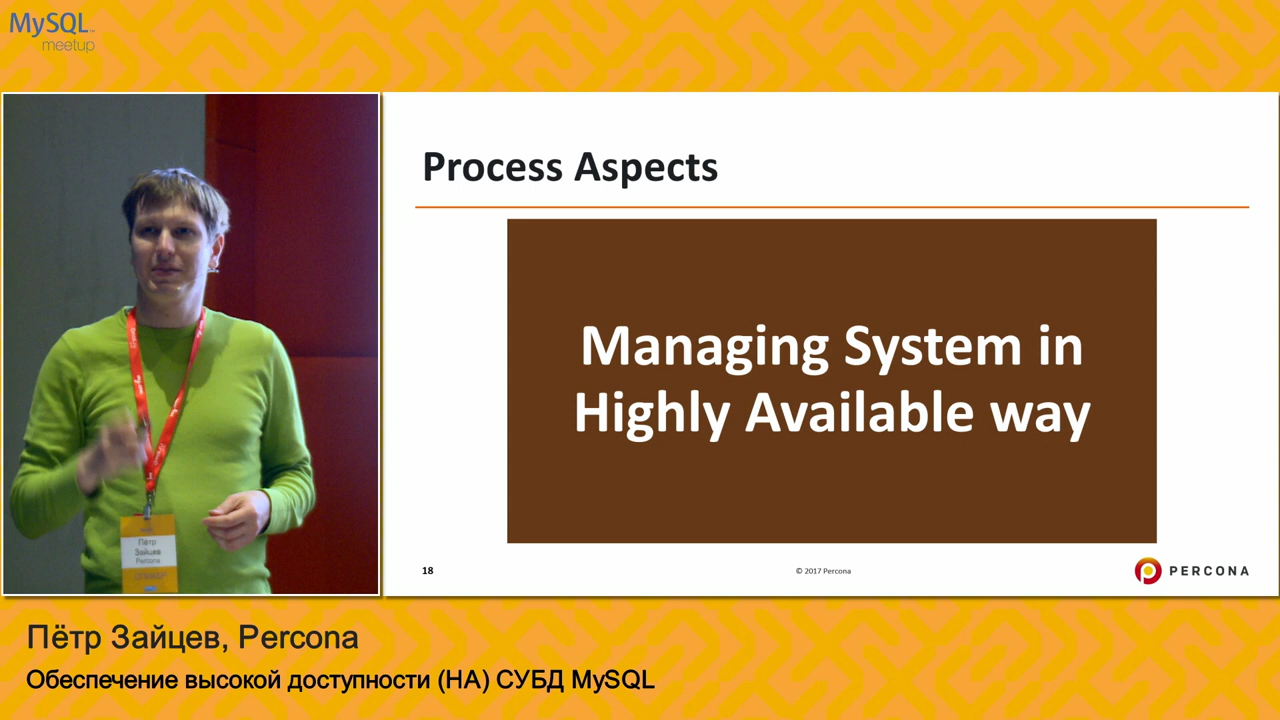 MySQL
meetup
Process Aspects
Managing System in
Highly Available way
18
© 2017 Percona
PERCONA
Пётр
Зайцев
Percona
Пётр Зайцев, Percona
Обеспечение высокой доступности (HA) СУБД MySQL